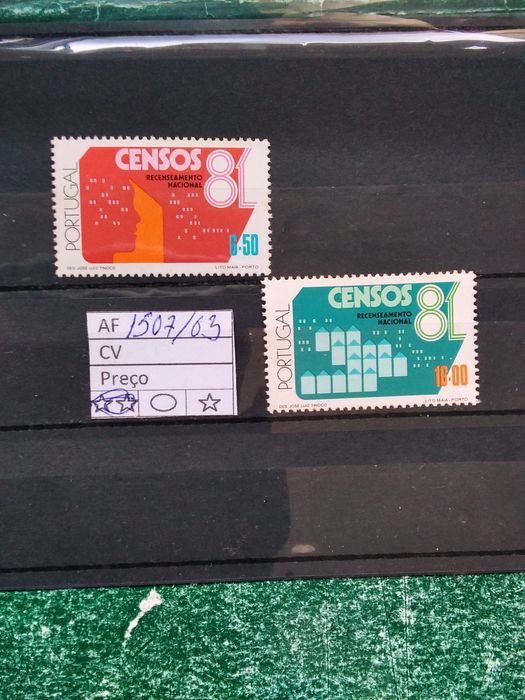 PORTUGAL
CENSOS
81
RECENSEAMENTO
NACIONAL
6·50
DES. JOSÉ LUIZ TINOCO
LITO MAIA - PORTO
PORTUGAL
CENSOS
81
RECENSEAMENTO
NACIONAL
16·00
DES. JOSÉ LUIZ TINOCO
LITO MAIA - PORTO
AF 1507/03
CV
Preço